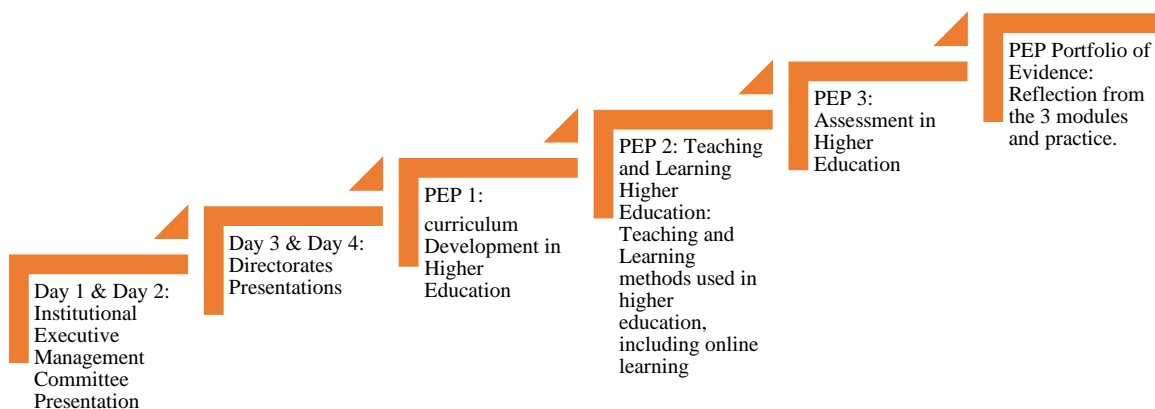 Day 1 & Day 2:
Institutional
Executive
Management
Committee
Presentation
Day 3 & Day 4:
Directorates
Presentations
PEP 1:
curriculum
Development in
Higher
Education
PEP 2: Teaching
and Learning
Higher
Education:
Teaching and
Learning
methods used in
higher
education,
including online
learning
PEP 3:
Assessment in
Higher
Education
PEP Portfolio of
Evidence:
Reflection from
the 3 modules
and practice.